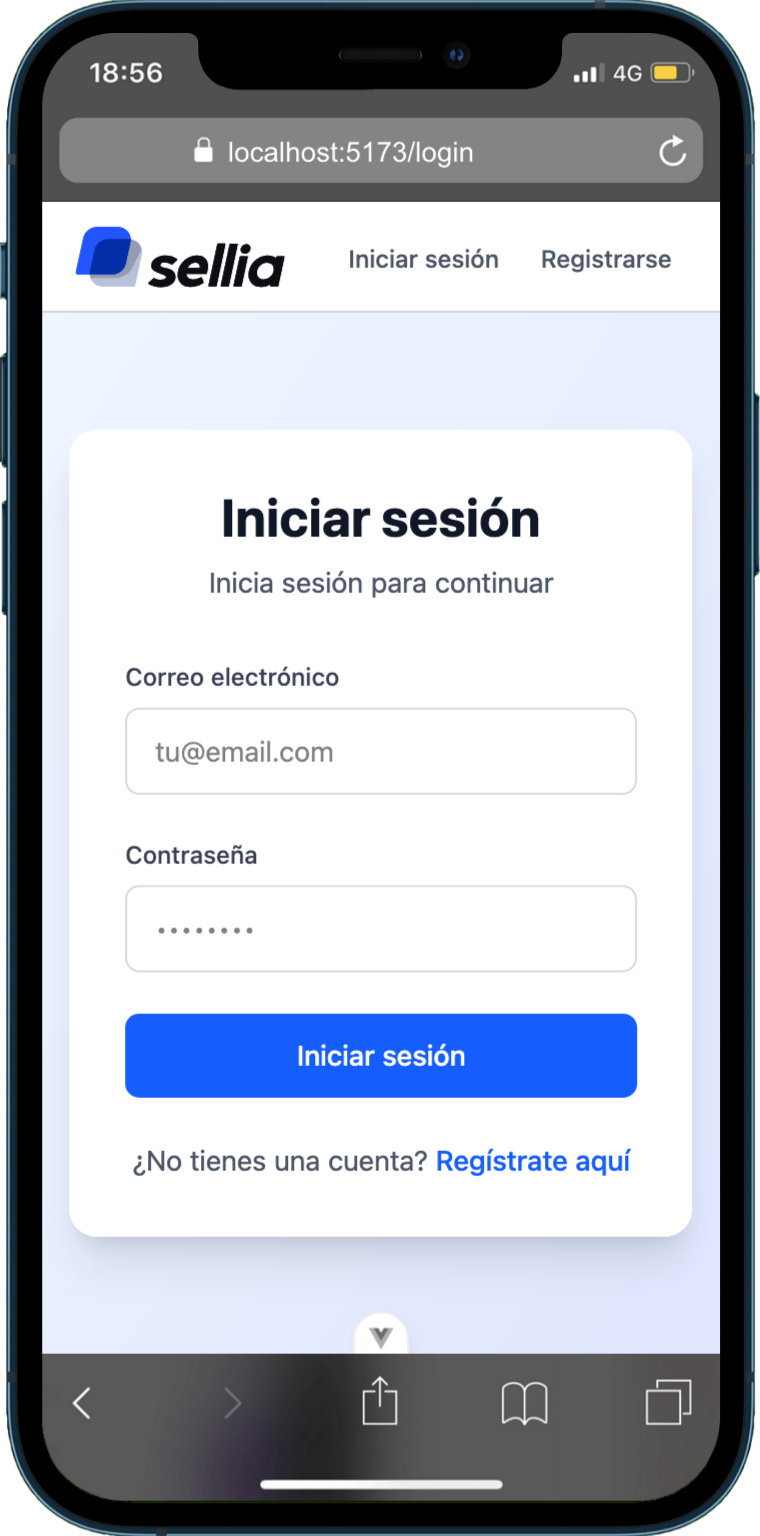 18:56
4G
localhost:5173/login
sellia
Iniciar sesión
Registrarse
Iniciar sesión
Inicia sesión para continuar
Correo electrónico
tu@email.com
Contraseña
••••••••
Iniciar sesión
¿No tienes una cuenta? Regístrate aquí